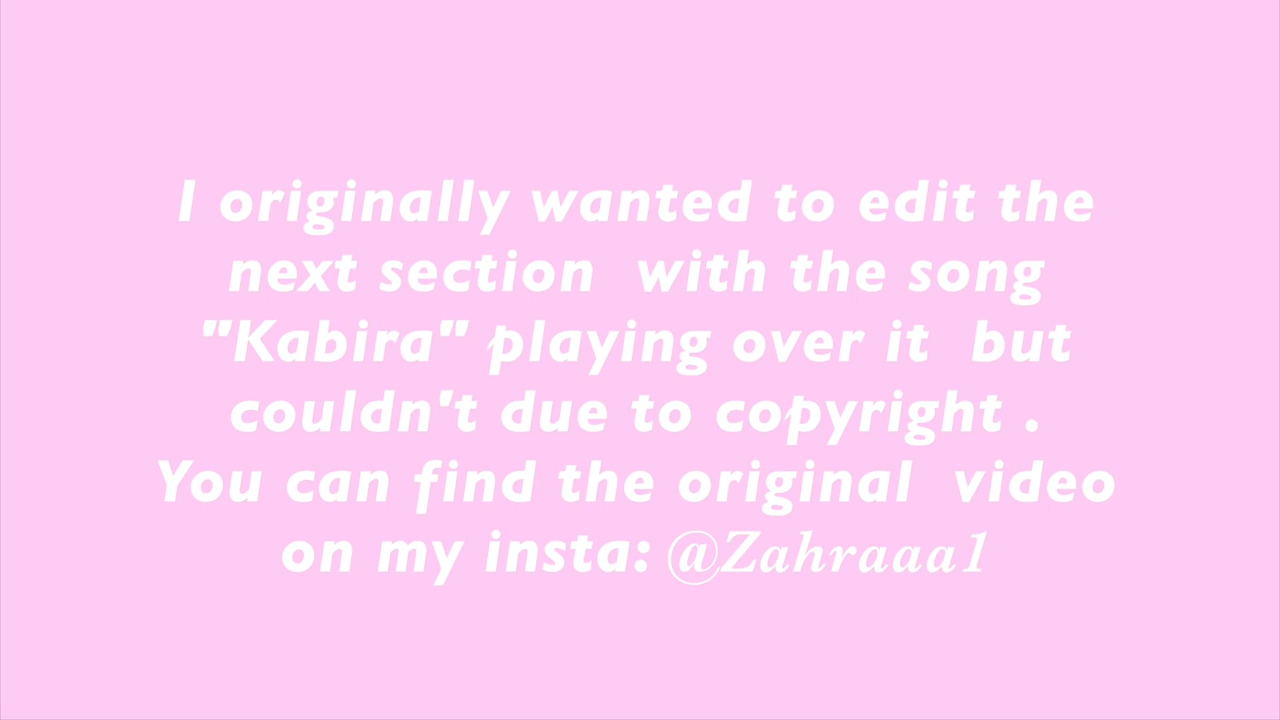 I originally wanted to edit the
next section  with the song
"Kabira" playing over it  but
couldn't due to copyright .
You can find the original  video
on my insta: @Zahraaa1